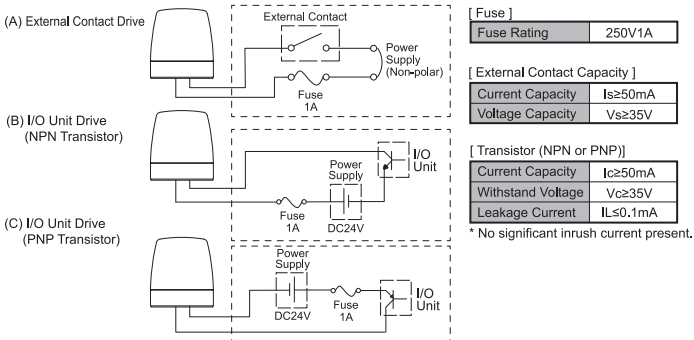 (A) External Contact Drive
External Contact
Power
Supply
(Non-polar)
Fuse
1A
(B) I/O Unit Drive
(NPN Transistor)
Power
Supply
I/O
Unit
Fuse
1A
DC24V
(C) I/O Unit Drive
(PNP Transistor)
Power
Supply
DC24V
Fuse
1A
I/O
Unit
[ Fuse ]
Fuse Rating 250V1A
[ External Contact Capacity ]
Current Capacity Is≥50mA
Voltage Capacity Vs≥35V
[ Transistor (NPN or PNP)]
Current Capacity Ic≥50mA
Withstand Voltage Vc≥35V
Leakage Current IL≤0.1mA
* No significant inrush current present.